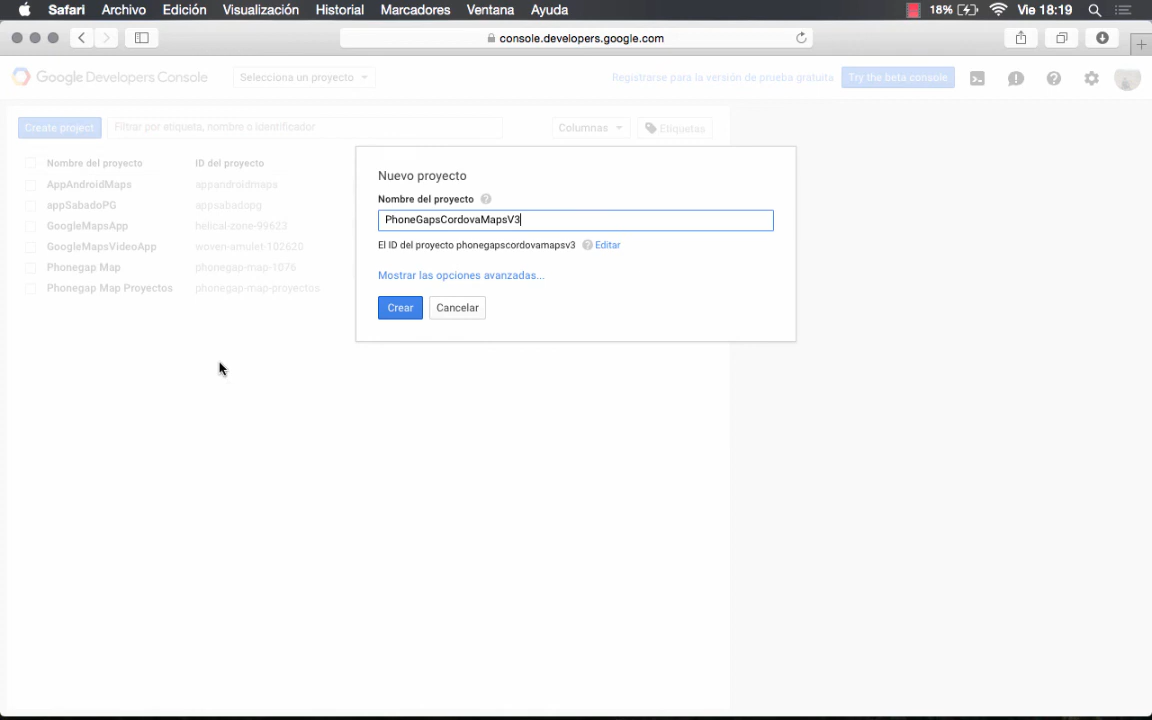 Safari Archivo Edición Visualización Historial Marcadores Ventana Ayuda 18% Vie 18:19
console.developers.google.com
Google Developers Console Selecciona un proyecto Registrarse para la versión de prueba gratuita Try the beta console
Create project Filtrar por etiqueta, nombre o identificador Columnas Etiquetas
Nombre del proyecto ID del proyecto
AppAndroidMaps appandroidmaps
appSabadoPG appsabadopg
GoogleMapsApp helical-zone-99623
GoogleMapsVideoApp woven-amulet-102620
Phonegap Map phonegap-map-1076
Phonegap Map Proyectos phonegap-map-proyectos
Nuevo proyecto
Nombre del proyecto ?
PhoneGapsCordovaMapsV3
El ID del proyecto phonegapscordovamapsv3 ? Editar
Mostrar las opciones avanzadas...
Crear Cancelar